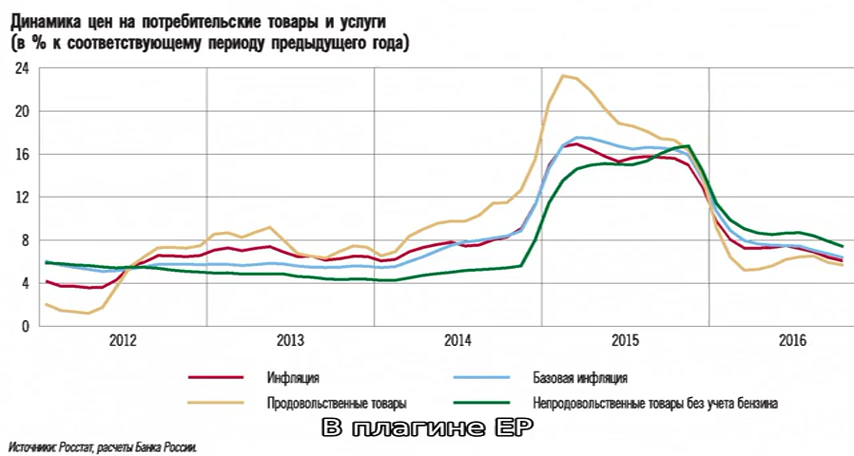 Динамика цен на потребительские товары и услуги
(в % к соответствующему периоду предыдущего года)
24
20
16
12
8
4
0
2012 2013 2014 2015 2016
Инфляция Базовая инфляция
Продовольственные товары Непродовольственные товары без учета бензина
В плагине EP
Источники: Росстат, расчеты Банка России.